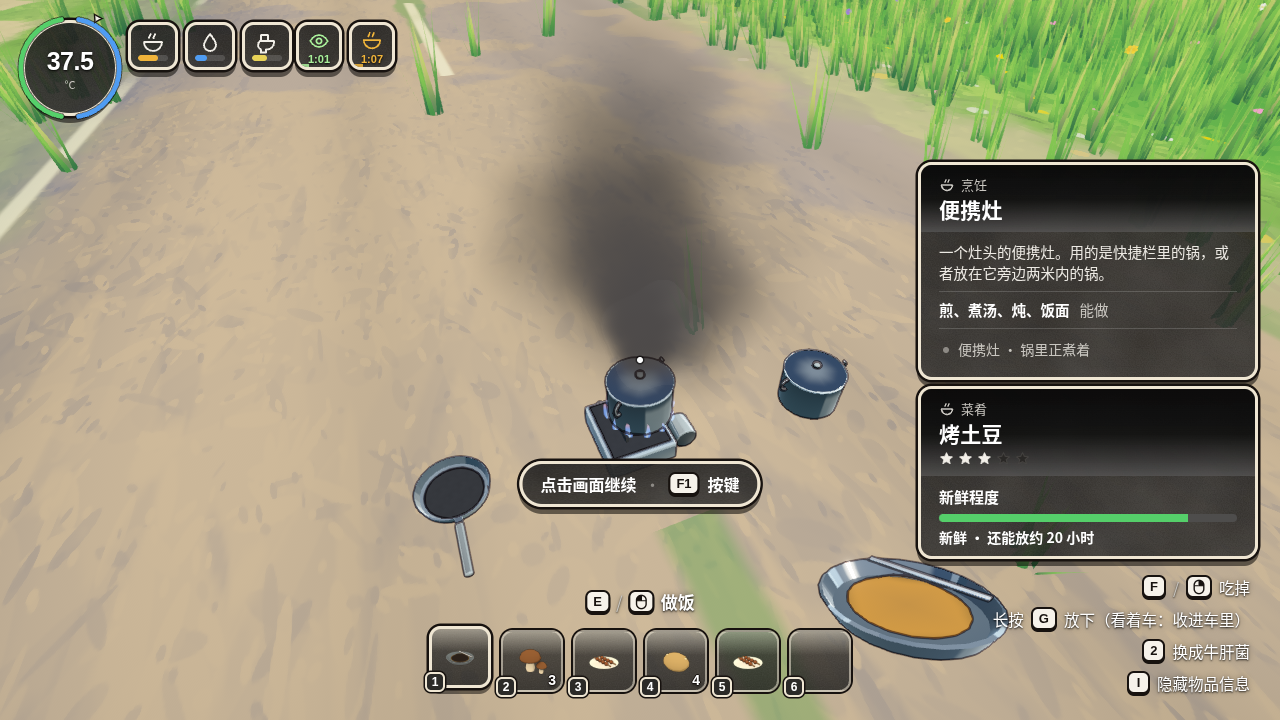 37.5
°C
1:01
1:07
烹饪
便携灶
一个灶头的便携灶。用的是快捷栏里的锅，或
者放在它旁边两米内的锅。
煎、煮汤、炖、饭面 能做
便携灶 · 锅里正煮着
菜肴
烤土豆
新鲜程度
新鲜 · 还能放约 20 小时
点击画面继续 · F1 按键
E / 做饭
F / 吃掉
长按 G 放下（看着车：收进车里）
2 换成牛肝菌
I 隐藏物品信息
1
2 3
3
4 4
5
6